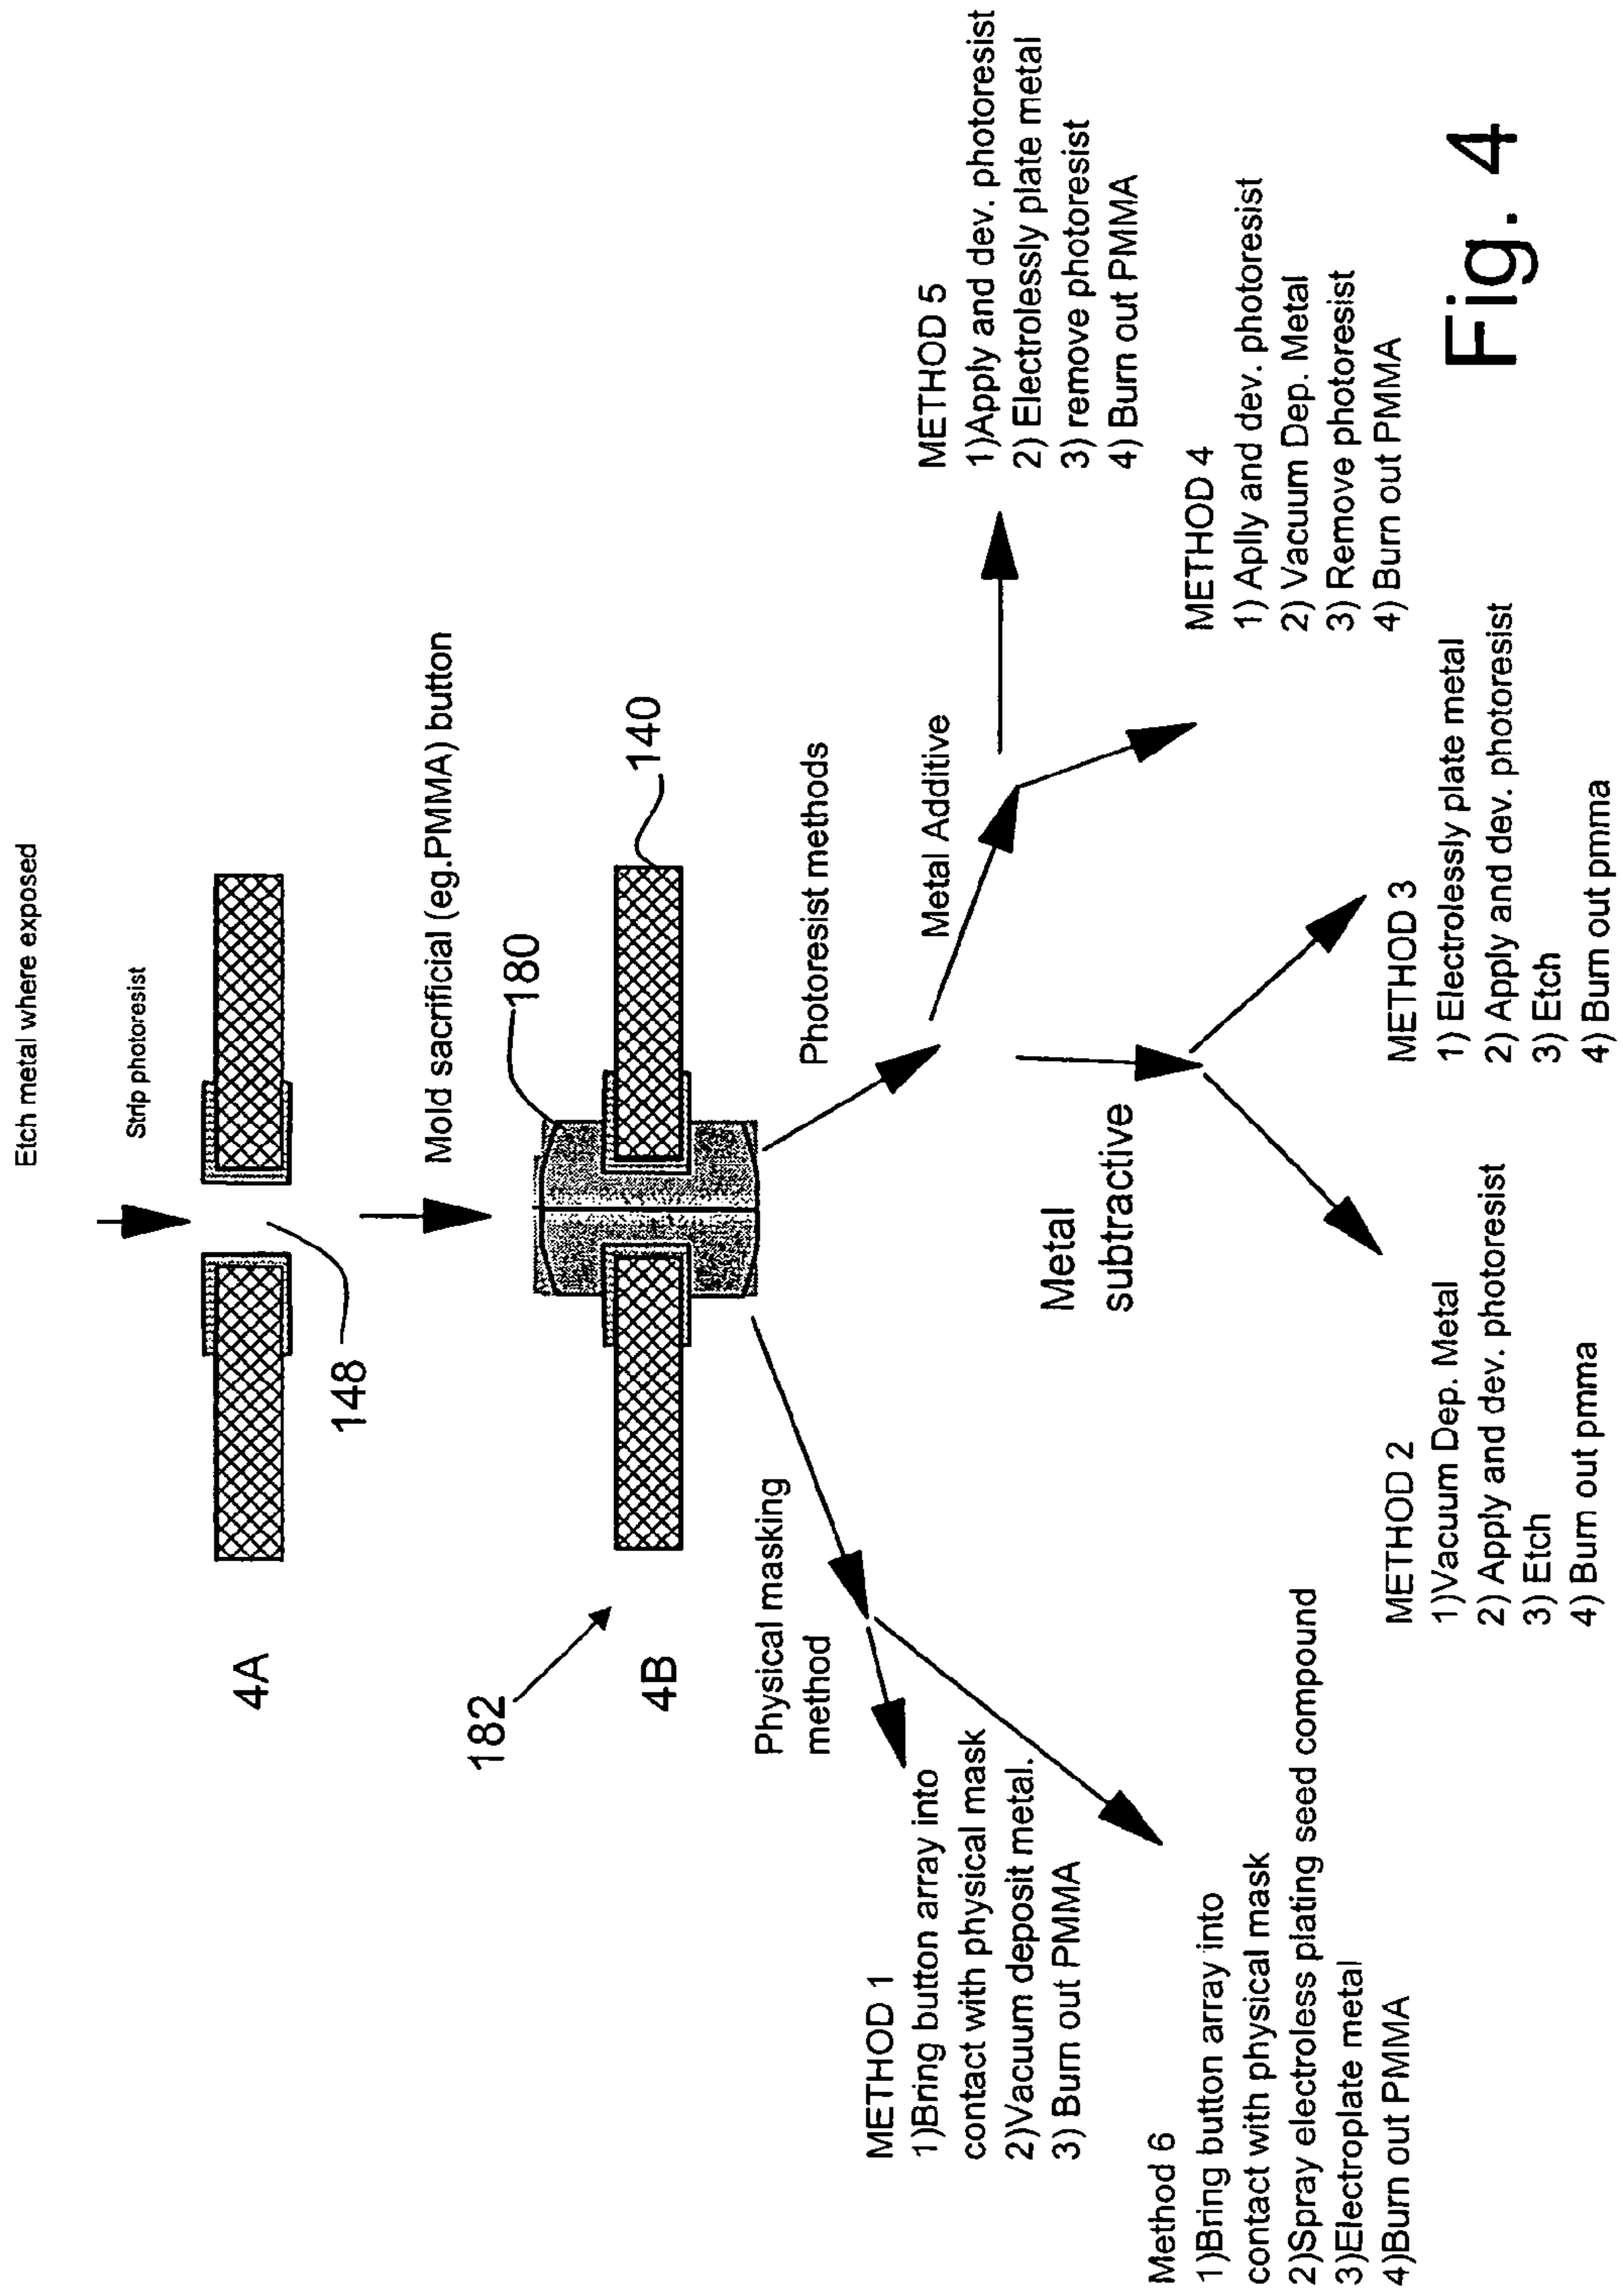 Etch metal where exposed
Strip photoresist
4A
148
Mold sacrificial (eg.PMMA) button
182
180
4B
140
Physical masking
method
Photoresist methods
Metal Additive
Metal
subtractive
METHOD 1
1)Bring button array into
contact with physical mask
2)Vacuum deposit metal.
3) Burn out PMMA
Method 6
1)Bring button array into
contact with physical mask
2)Spray electroless plating seed compound
3)Electroplate metal
4)Burn out PMMA
METHOD 2
1)Vacuum Dep. Metal
2) Apply and dev. photoresist
3) Etch
4) Burn out pmma
METHOD 3
1) Electrolessly plate metal
2) Apply and dev. photoresist
3) Etch
4) Burn out pmma
METHOD 4
1) Aplly and dev. photoresist
2) Vacuum Dep. Metal
3) Remove photoresist
4) Burn out PMMA
METHOD 5
1)Apply and dev. photoresist
2) Electrolessly plate metal
3) remove photoresist
4) Burn out PMMA
Fig. 4